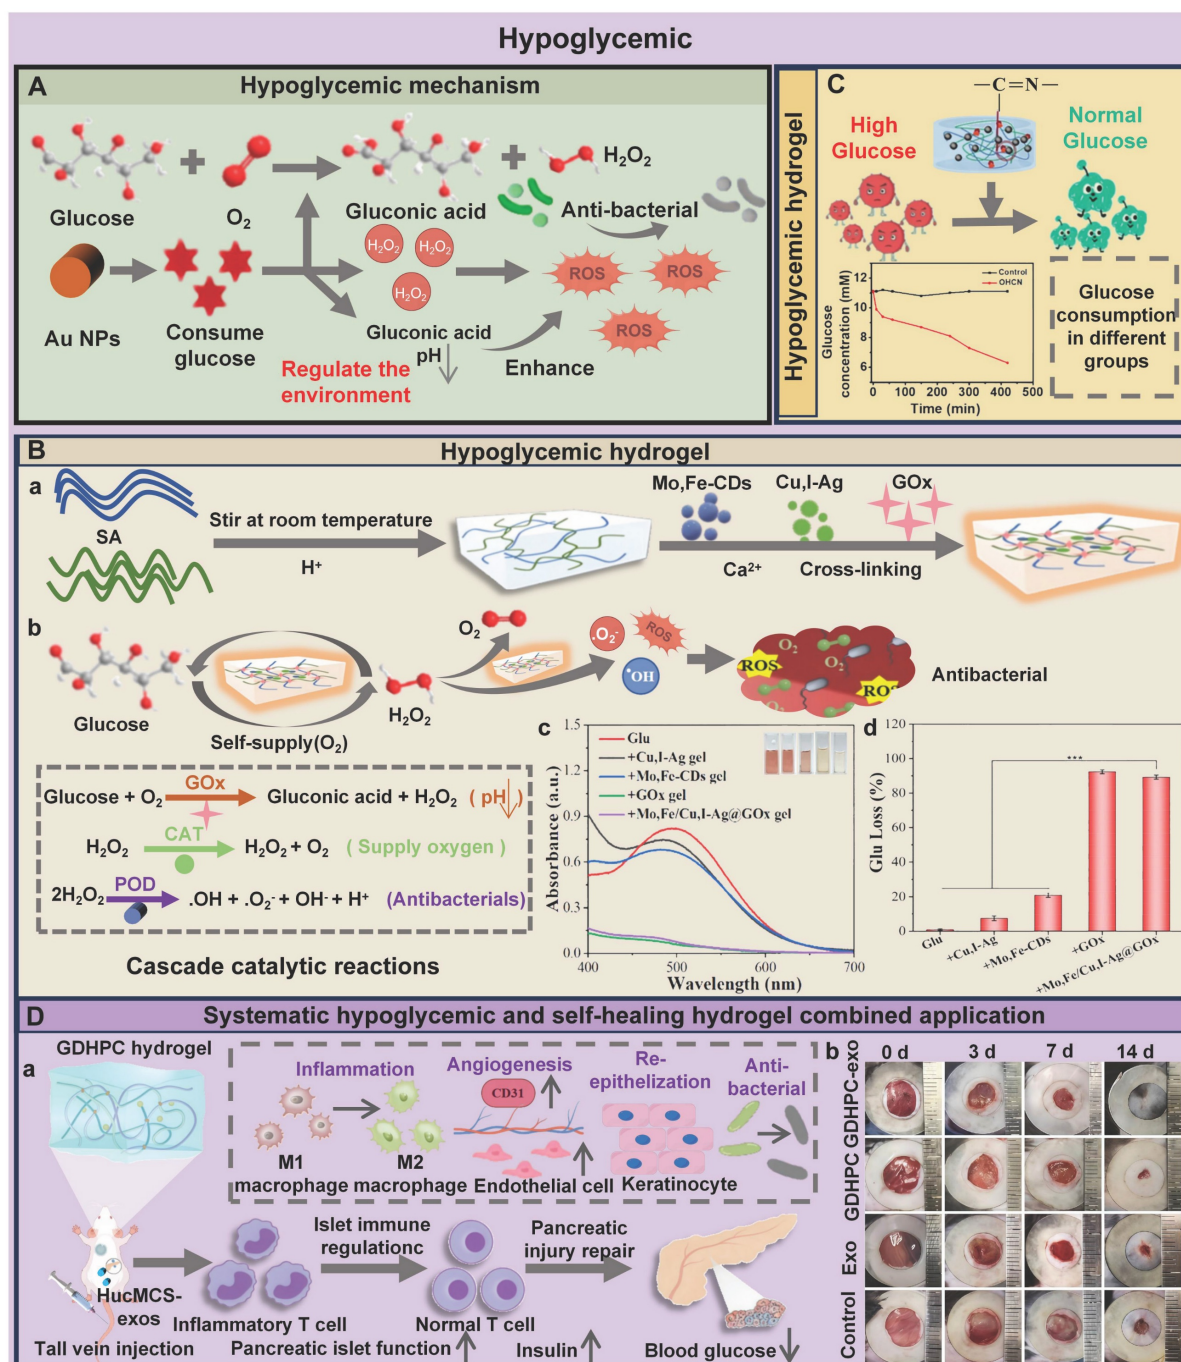 Hypoglycemic
A
Hypoglycemic mechanism
Glucose
O₂
Gluconic acid
H₂O₂
Anti-bacterial
H₂O₂
H₂O₂
H₂O₂
ROS
ROS
ROS
Au NPs
Consume
glucose
Gluconic acid
pH
Enhance
Regulate the
environment
Hypoglycemic hydrogel
C
—C=N—
High
Glucose
Normal
Glucose
Control
OHCN
Glucose
concentration (mM)
12
10
8
6
0
100
200
300
400
500
Time (min)
Glucose
consumption
in different
groups
B
Hypoglycemic hydrogel
a
SA
Stir at room temperature
H⁺
Mo,Fe-CDs
Cu,I-Ag
GOx
Ca²⁺
Cross-linking
b
Glucose
Self-supply(O₂)
H₂O₂
O₂
.O₂⁻
ROS
•OH
ROS
O₂
O₂
O₂
ROS
Antibacterial
Glucose + O₂
GOx
Gluconic acid + H₂O₂
( pH )
H₂O₂
CAT
H₂O₂ + O₂
( Supply oxygen )
2H₂O₂
POD
.OH + .O₂⁻ + OH⁻ + H⁺
(Antibacterials)
Cascade catalytic reactions
c
Glu
+Cu,I-Ag gel
+Mo,Fe-CDs gel
+GOx gel
+Mo,Fe/Cu,I-Ag@GOx gel
Absorbance (a.u.)
1.5
1.2
0.9
0.6
0.3
0.0
400
500
600
700
Wavelength (nm)
d
***
Glu Loss (%)
120
100
80
60
40
20
0
Glu
+Cu,I-Ag
+Mo,Fe-CDs
+GOx
+Mo,Fe/Cu,I-Ag@GOx
D
Systematic hypoglycemic and self-healing hydrogel combined application
a
GDHPC hydrogel
Inflammation
Angiogenesis
CD31
Re-
epithelization
Anti-
bacterial
M1
macrophage
M2
macrophage
Endothelial cell
Keratinocyte
HucMCS-
exos
Tall vein injection
Inflammatory T cell
Islet immune
regulationc
Normal T cell
Pancreatic
injury repair
Pancreatic islet function
Insulin
Blood glucose
b
0 d
3 d
7 d
14 d
GDHPC-exo
GDHPC
Exo
Control